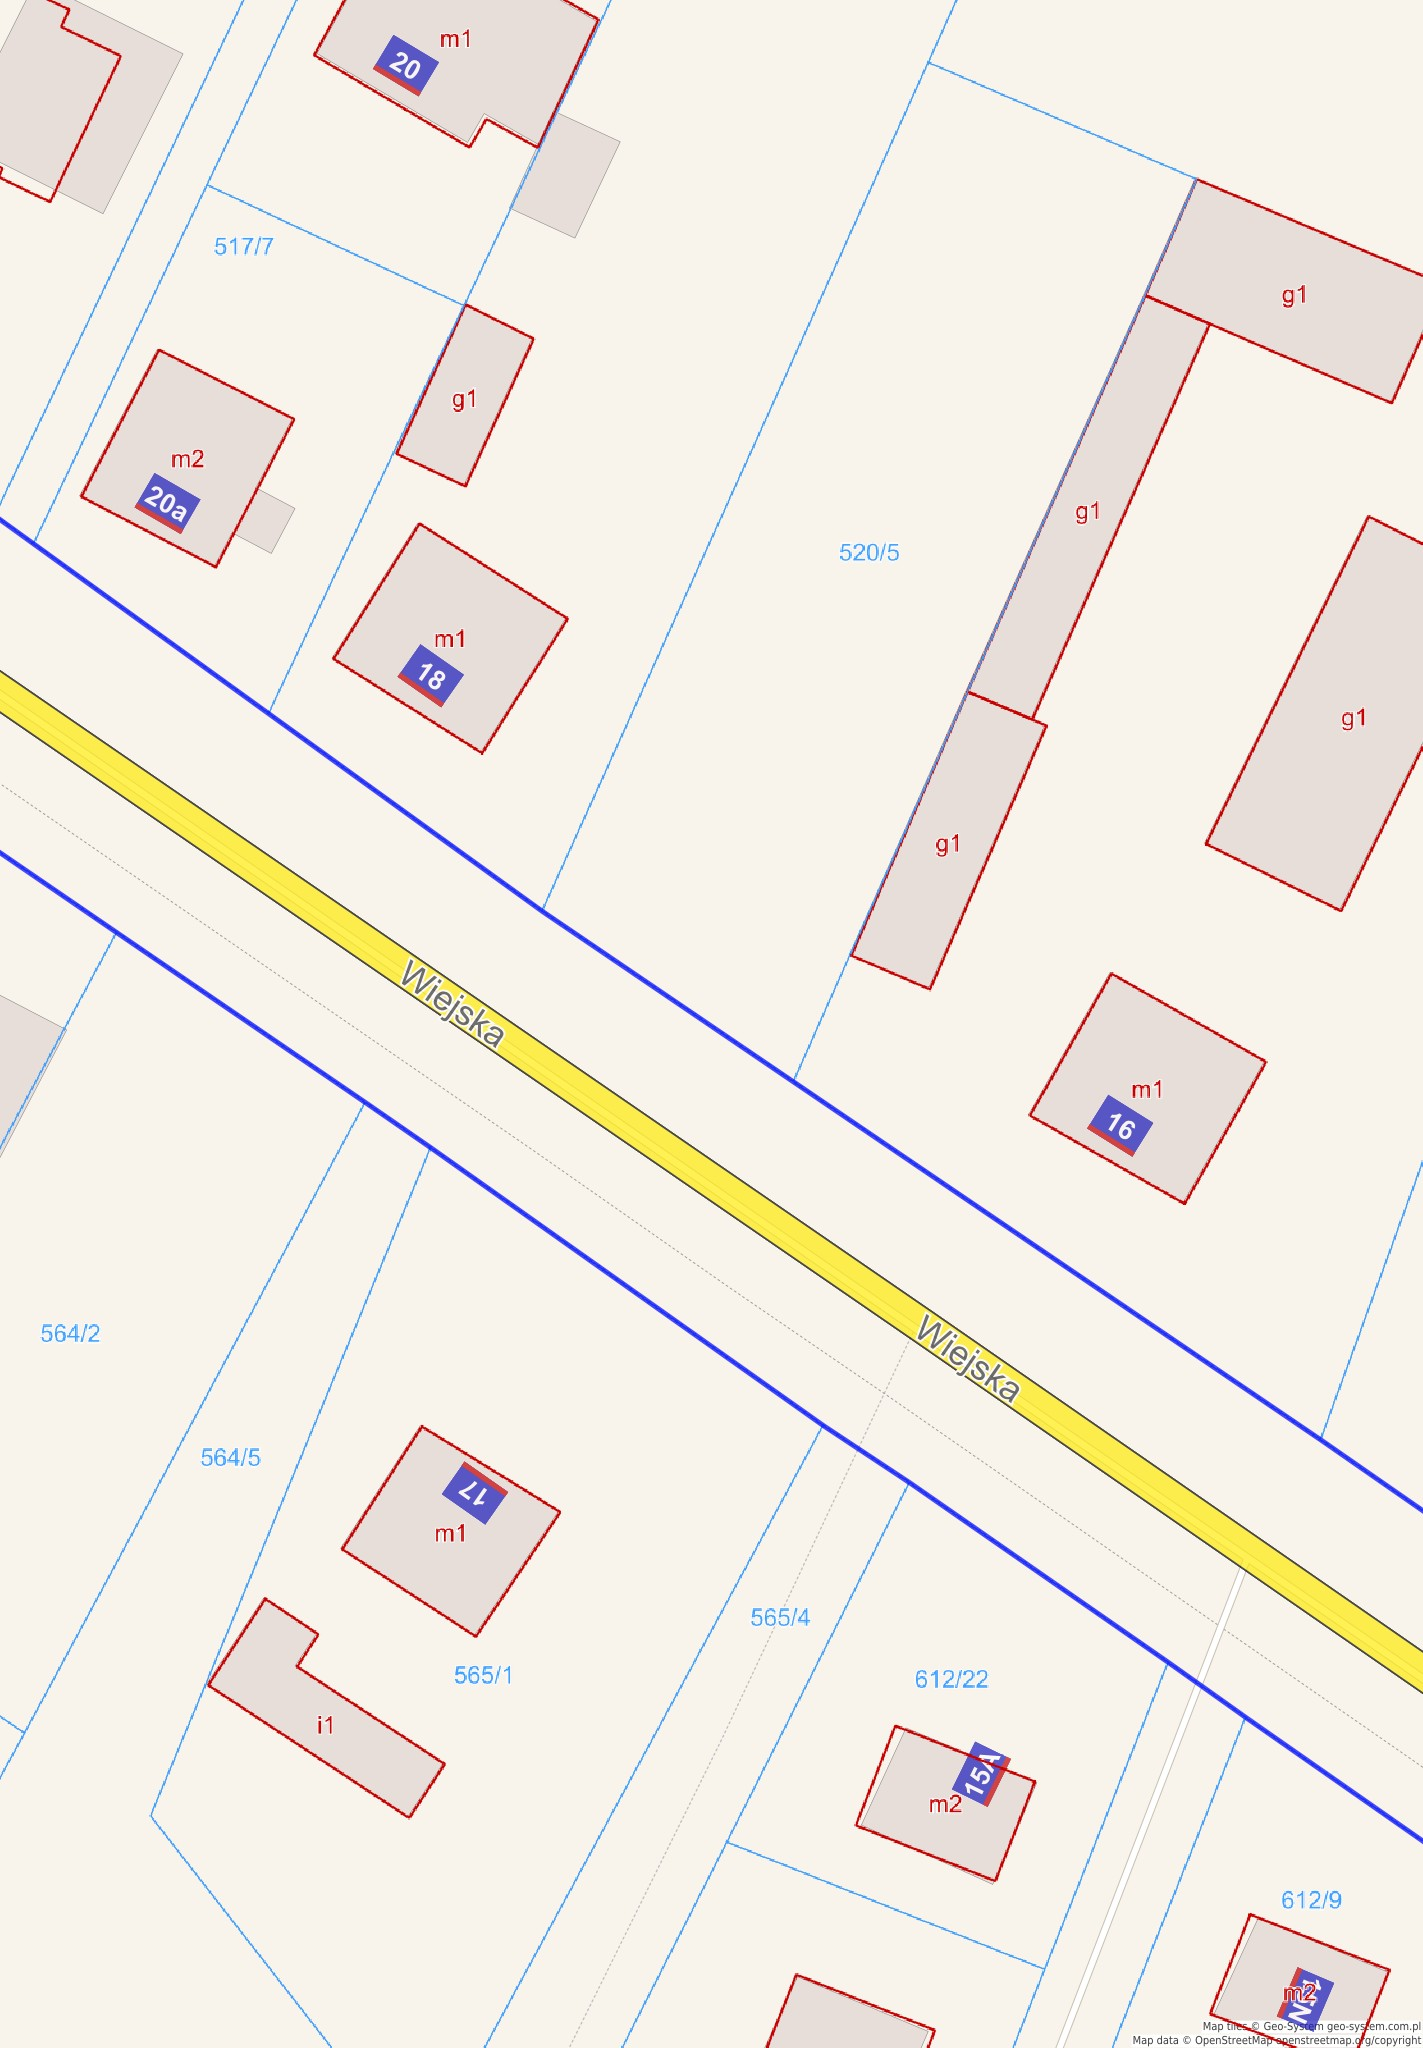 m1
20
517/7
g1
g1
m2
20a
g1
520/5
m1
18
g1
g1
Wiejska
m1
16
564/2
Wiejska
564/5
17
m1
565/4
565/1
612/22
i1
15A
m2
612/9
m2
Map tiles © Geo-System geo-system.com.pl
Map data © OpenStreetMap openstreetmap.org/copyright